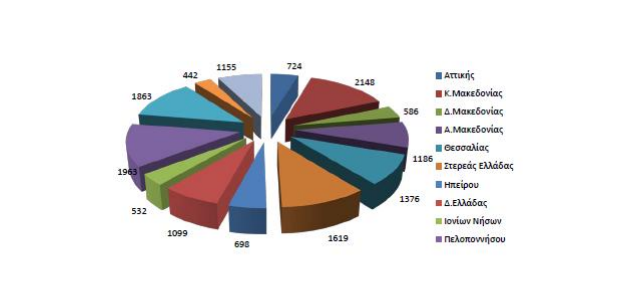 724
2148
586
1186
1376
1619
698
1099
532
1963
1863
442
1155
Αττικής
Κ.Μακεδονίας
Δ.Μακεδονίας
Α.Μακεδονίας
Θεσσαλίας
Στερεάς Ελλάδας
Ηπείρου
Δ.Ελλάδας
Ιονίων Νήσων
Πελοποννήσου